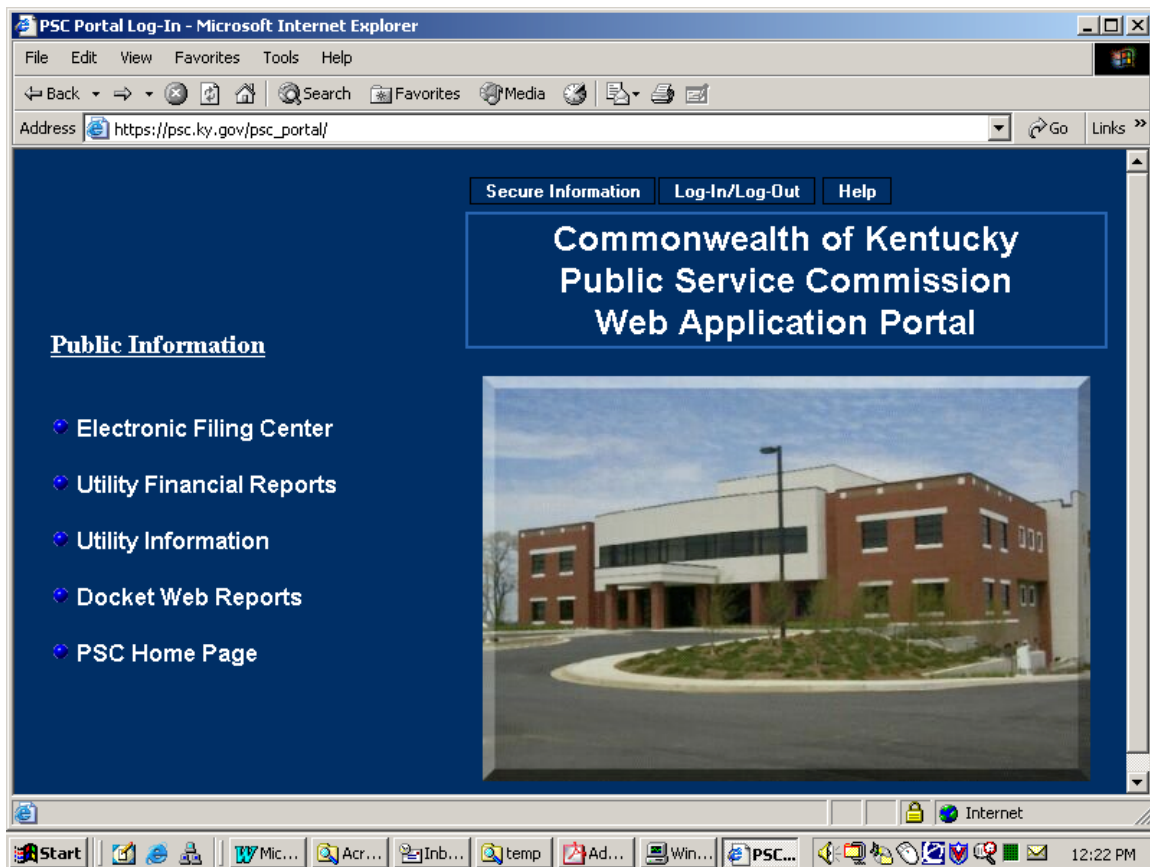 PSC Portal Log-In - Microsoft Internet Explorer
File Edit View Favorites Tools Help
Back Search Favorites Media
Address https://psc.ky.gov/psc_portal/ Go Links »
Secure Information Log-In/Log-Out Help
Commonwealth of Kentucky
Public Service Commission
Web Application Portal
Public Information
Electronic Filing Center
Utility Financial Reports
Utility Information
Docket Web Reports
PSC Home Page
Internet
Start Mic... Acr... Inb... temp Ad... Win... PSC... 12:22 PM